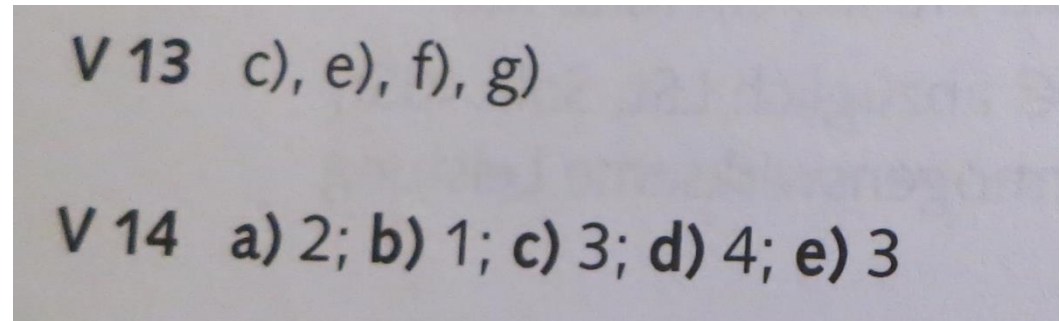 V 13 c), e), f), g)
V 14 a) 2; b) 1; c) 3; d) 4; e) 3